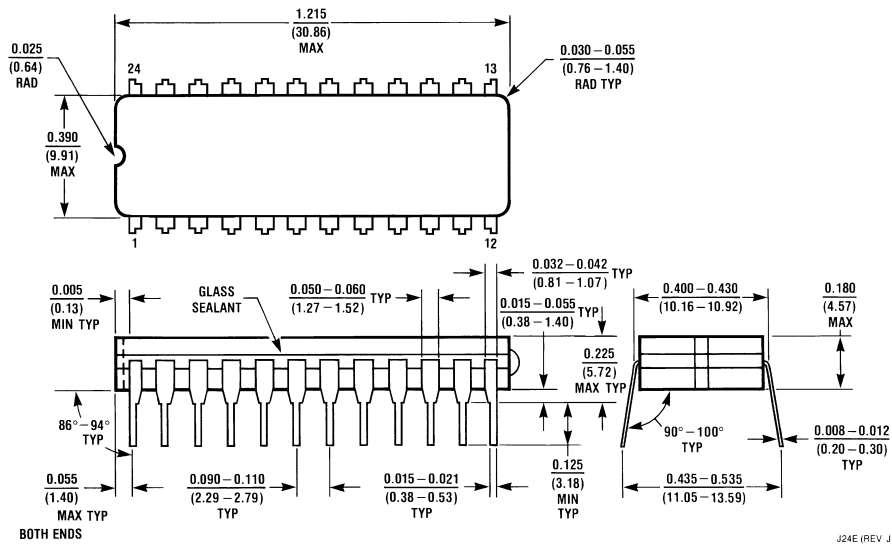 1.215
(30.86)
MAX
0.025
(0.64)
RAD
24
13
0.030 – 0.055
(0.76 – 1.40)
RAD TYP
0.390
(9.91)
MAX
1
12
0.005
(0.13)
MIN TYP
GLASS
SEALANT
0.050 – 0.060
(1.27 – 1.52)
TYP
0.032 – 0.042
(0.81 – 1.07)
TYP
0.015 – 0.055
(0.38 – 1.40)
TYP
0.400 – 0.430
(10.16 – 10.92)
0.180
(4.57)
MAX
0.225
(5.72)
MAX TYP
86° – 94°
TYP
90° – 100°
TYP
0.008 – 0.012
(0.20 – 0.30)
TYP
0.055
(1.40)
MAX TYP
BOTH ENDS
0.090 – 0.110
(2.29 – 2.79)
TYP
0.015 – 0.021
(0.38 – 0.53)
TYP
0.125
(3.18)
MIN
TYP
0.435 – 0.535
(11.05 – 13.59)
J24E (REV J